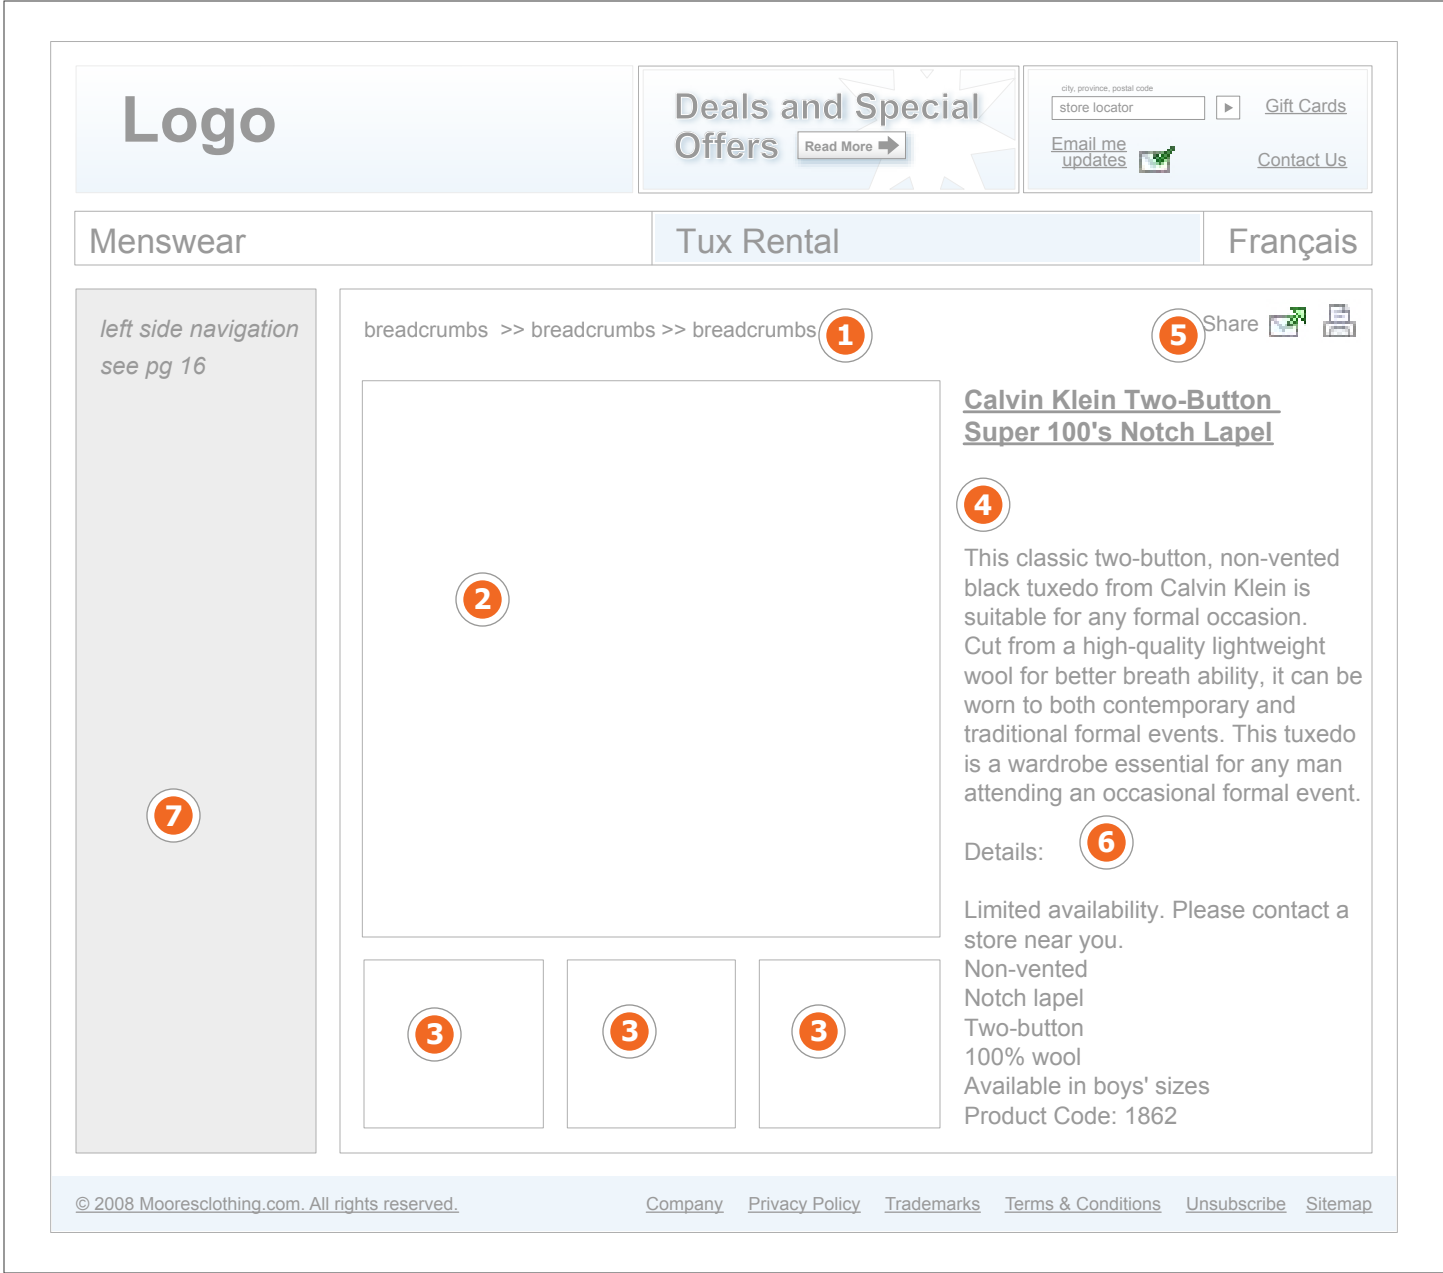 Logo
Deals and Special
Offers
Read More
city, province, postal code
store locator
Gift Cards
Email me
updates
Contact Us
Menswear
Tux Rental
Français
left side navigation
see pg 16
breadcrumbs >> breadcrumbs >> breadcrumbs
1
5
Share
Calvin Klein Two-Button
Super 100's Notch Lapel
4
2
This classic two-button, non-vented
black tuxedo from Calvin Klein is
suitable for any formal occasion.
Cut from a high-quality lightweight
wool for better breath ability, it can be
worn to both contemporary and
traditional formal events. This tuxedo
is a wardrobe essential for any man
attending an occasional formal event.
7
Details:
6
Limited availability. Please contact a
store near you.
Non-vented
Notch lapel
Two-button
100% wool
Available in boys' sizes
Product Code: 1862
3
3
3
© 2008 Mooresclothing.com. All rights reserved.
Company
Privacy Policy
Trademarks
Terms & Conditions
Unsubscribe
Sitemap